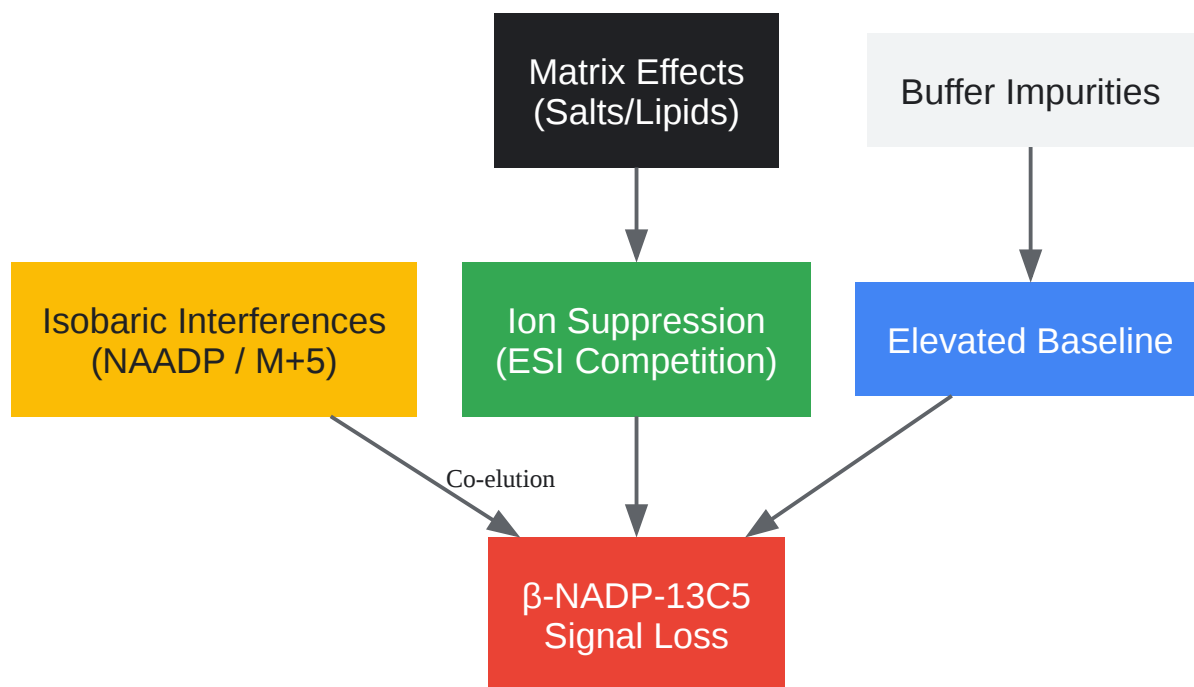 Matrix Effects
(Salts/Lipids)
Buffer Impurities
Isobaric Interferences
(NAADP / M+5)
Ion Suppression
(ESI Competition)
Elevated Baseline
Co-elution
β-NADP-13C5
Signal Loss